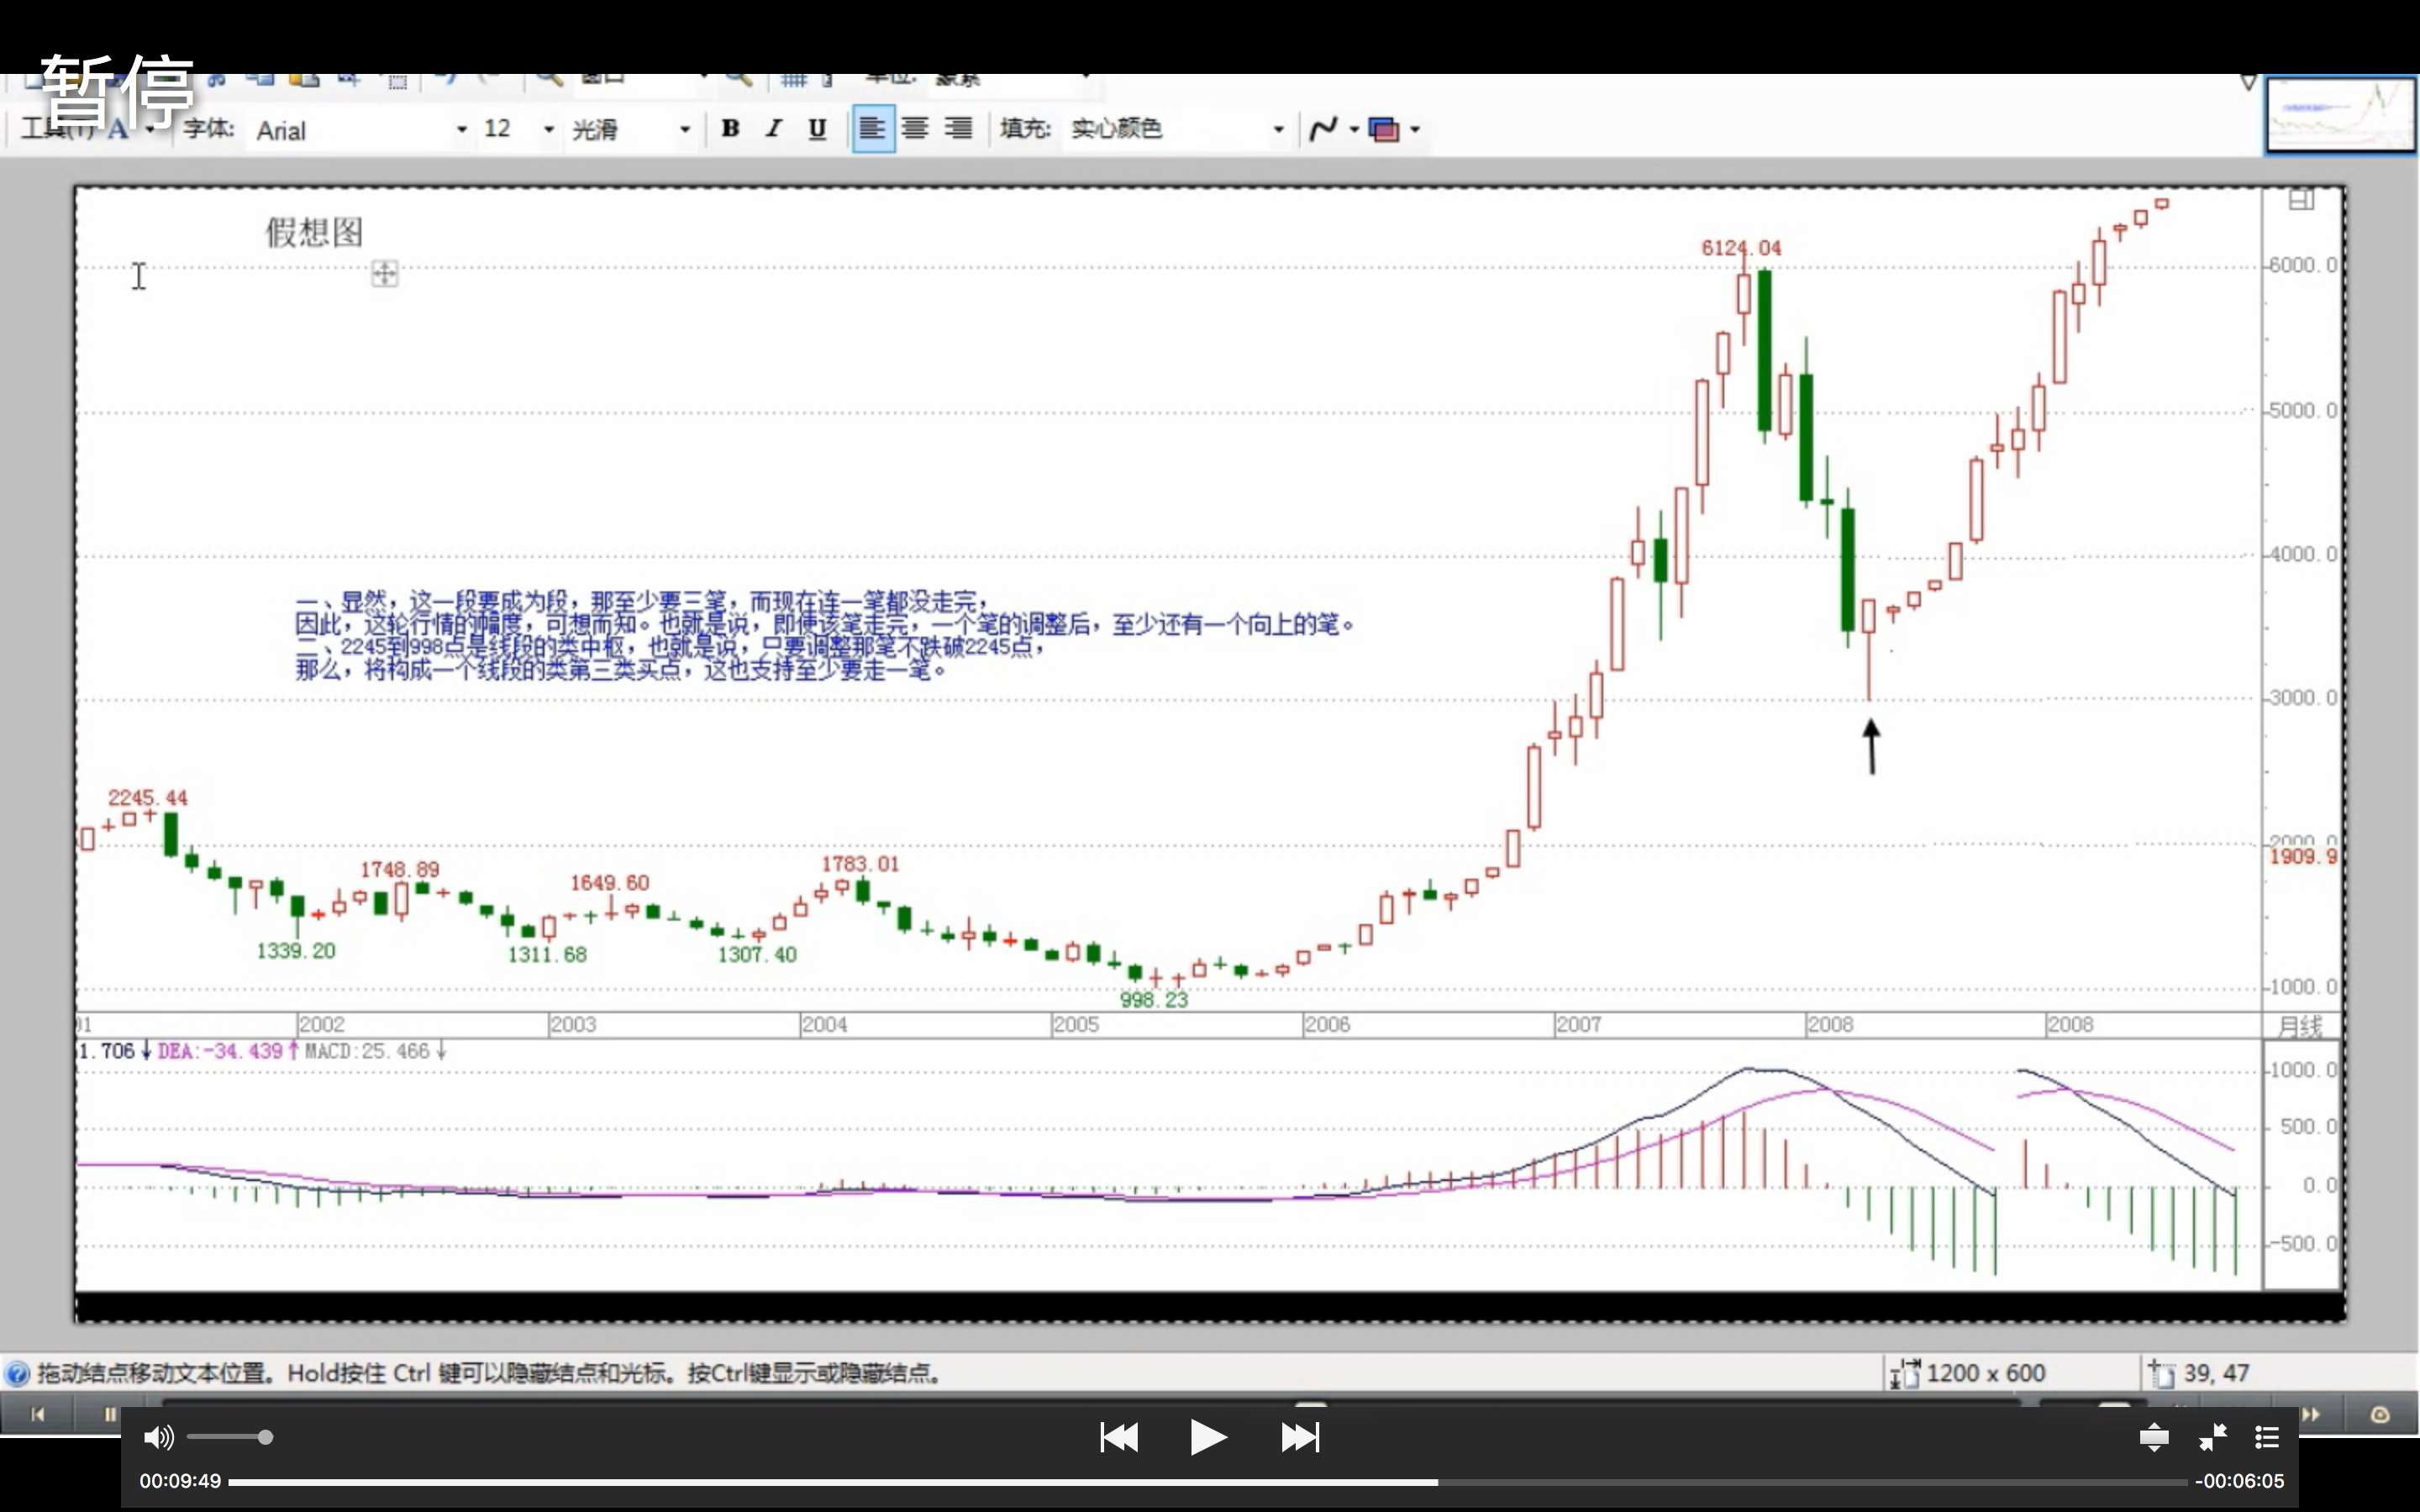 暂停
窗口
单位: 象素
工具(T) A 字体: Arial 12 光滑 B I U 填充: 实心颜色
假想图
6124.04
6000.0
5000.0
4000.0
一、显然，这一段要成为段，那至少要三笔，而现在连一笔都没走完，
因此，这轮行情的幅度，可想而知。也就是说，即使该笔走完，一个笔的调整后，至少还有一个向上的笔。
二、2245到998点是线段的类中枢，也就是说，只要调整那笔不跌破2245点，
那么，将构成一个线段的类第三类买点，这也支持至少要走一笔。
3000.0
2245.44
2000.0
1909.9
1748.89
1649.60
1783.01
1339.20
1311.68
1307.40
998.23
1000.0
01 2002 2003 2004 2005 2006 2007 2008 2008 月线
1.706↓ DEA:-34.439↑ MACD:25.466↓
1000.0
500.0
0.0
-500.0
拖动结点移动文本位置。Hold按住 Ctrl 键可以隐藏结点和光标。按Ctrl键显示或隐藏结点。 1200 x 600 39, 47
00:09:49 -00:06:05